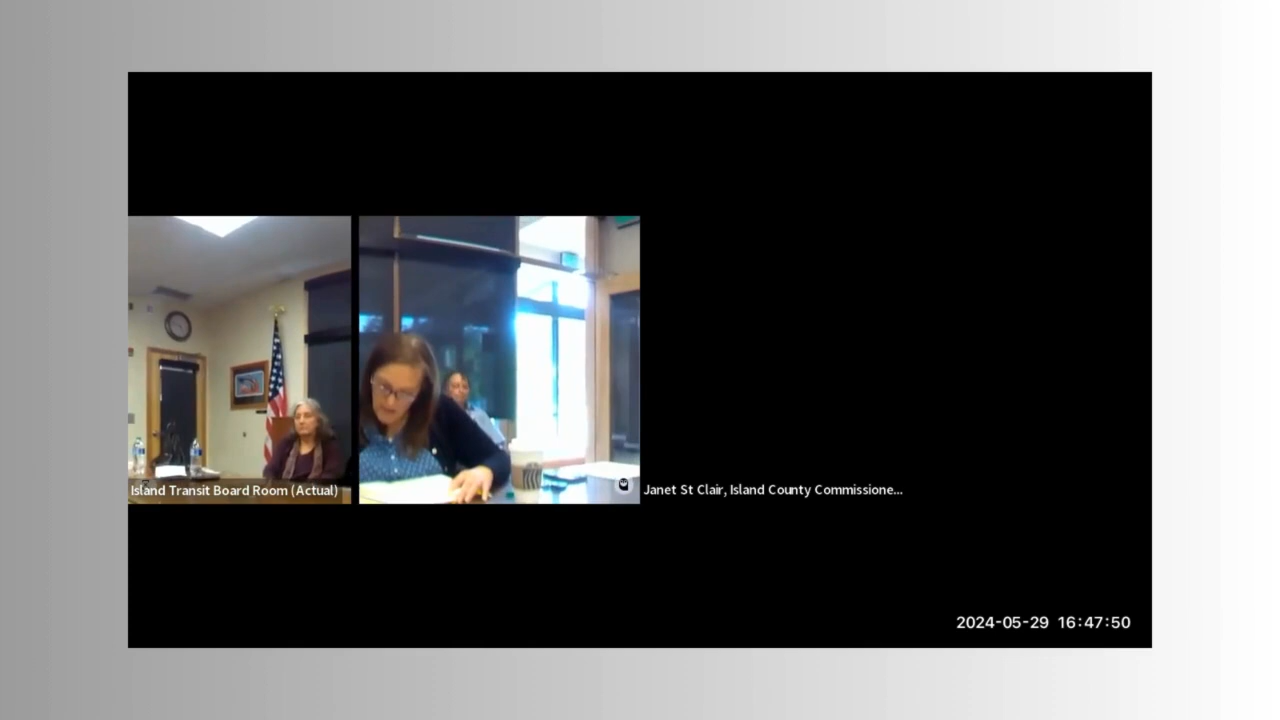 Island Transit Board Room (Actual)
Janet St Clair, Island County Commissione...
2024-05-29 16:47:50